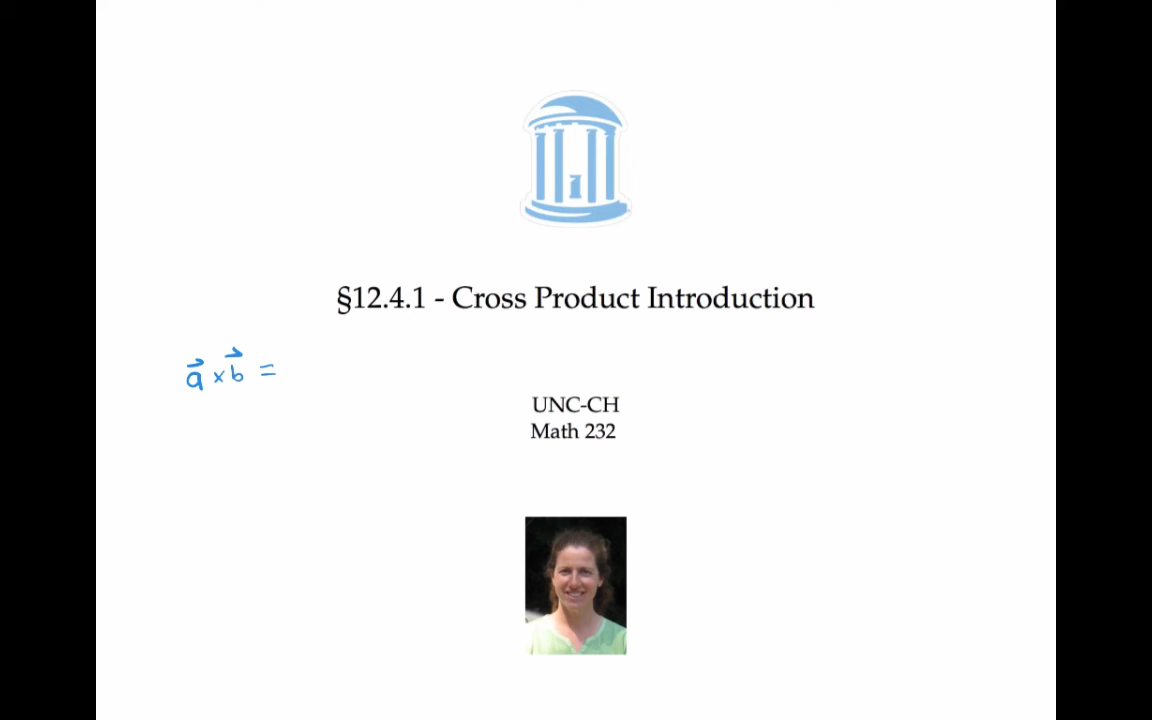 §12.4.1 - Cross Product Introduction
a⃗ × b⃗ =
UNC-CH
Math 232